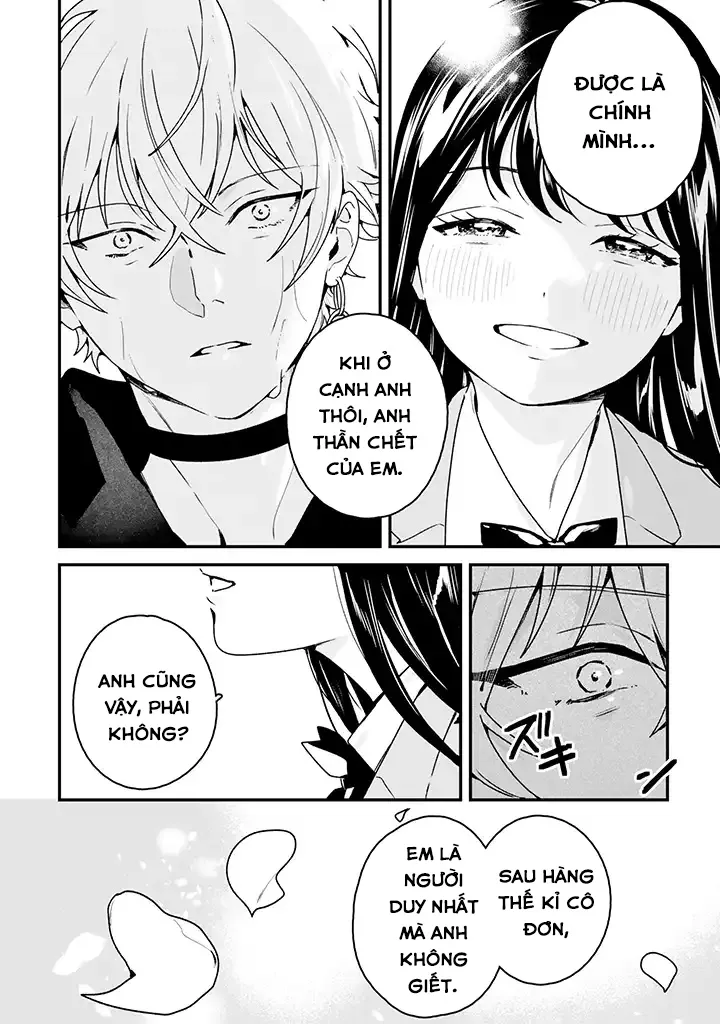 ĐƯỢC LÀ
CHÍNH
MÌNH...
KHI Ở
CẠNH ANH
THÔI, ANH
THẦN CHẾT
CỦA EM.
ズキ
ANH CŨNG
VẬY, PHẢI
KHÔNG?
SAU HÀNG
THẾ KỈ CÔ
ĐƠN,
EM LÀ
NGƯỜI
DUY NHẤT
MÀ ANH
KHÔNG
GIẾT.